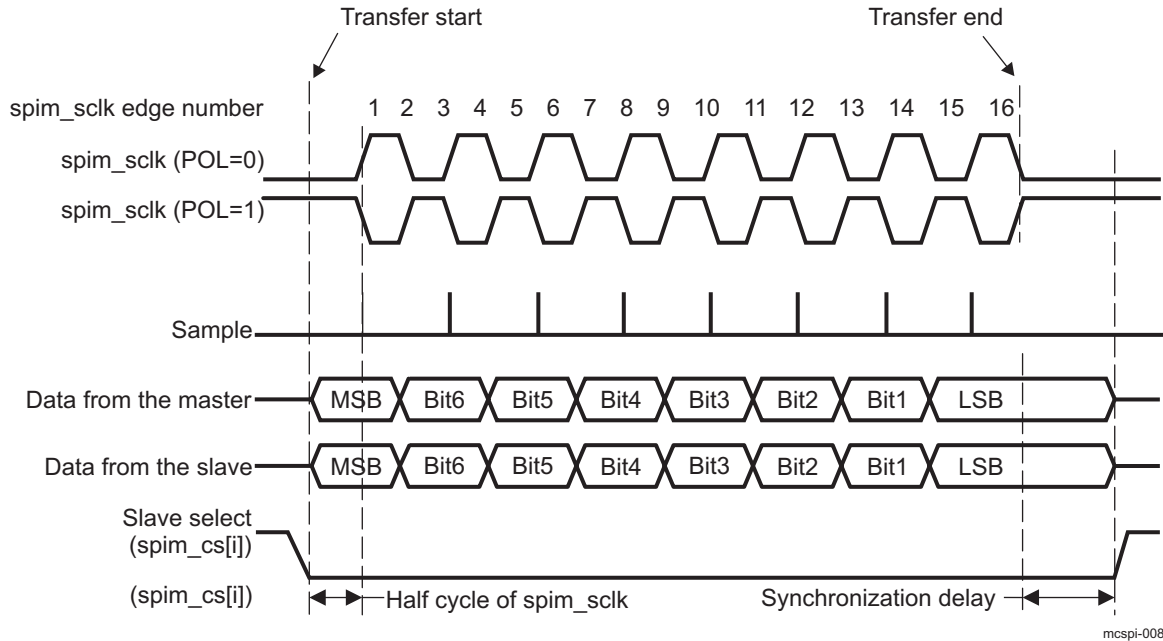 Transfer start
Transfer end
spim_sclk edge number 1 2 3 4 5 6 7 8 9 10 11 12 13 14 15 16
spim_sclk (POL=0)
spim_sclk (POL=1)
Sample
Data from the master MSB Bit6 Bit5 Bit4 Bit3 Bit2 Bit1 LSB
Data from the slave MSB Bit6 Bit5 Bit4 Bit3 Bit2 Bit1 LSB
Slave select
(spim_cs[i])
(spim_cs[i]) Half cycle of spim_sclk Synchronization delay
mcspi-008